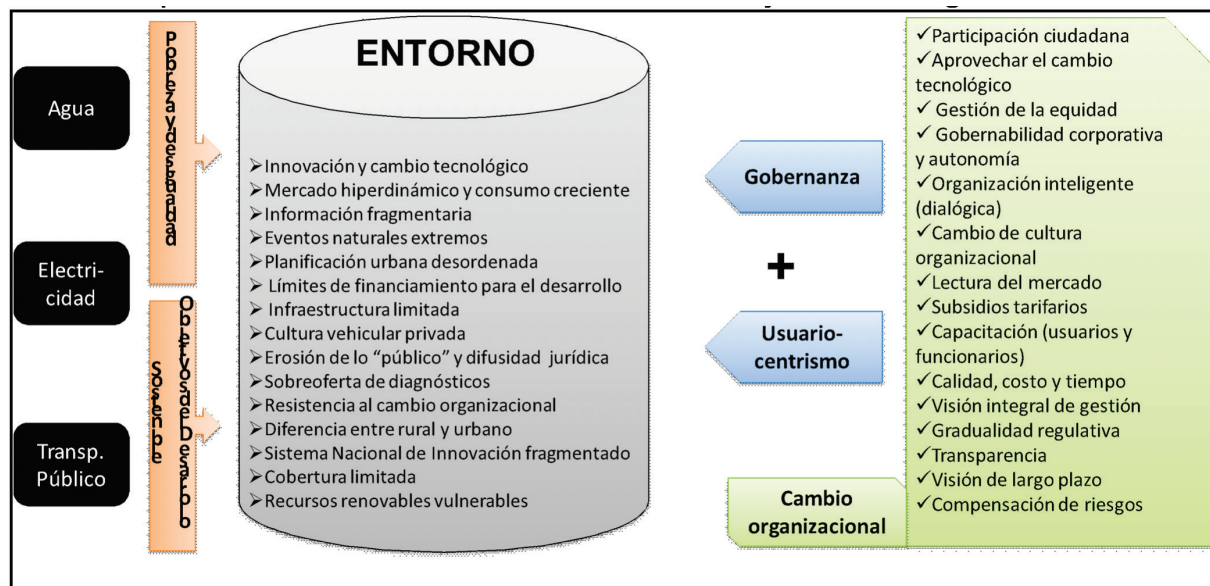 Agua
Electri-
cidad
Transp.
Público
Pobreza y desigualdad
Objetivos del Desarrollo
Sostenible
ENTORNO
➢Innovación y cambio tecnológico
➢Mercado hiperdinámico y consumo creciente
➢Información fragmentaria
➢Eventos naturales extremos
➢Planificación urbana desordenada
➢ Límites de financiamiento para el desarrollo
➢ Infraestructura limitada
➢Cultura vehicular privada
➢Erosión de lo “público” y difusidad jurídica
➢Sobreoferta de diagnósticos
➢Resistencia al cambio organizacional
➢Diferencia entre rural y urbano
➢Sistema Nacional de Innovación fragmentado
➢Cobertura limitada
➢Recursos renovables vulnerables
Gobernanza
+
Usuario-
centrismo
Cambio
organizacional
✓Participación ciudadana
✓Aprovechar el cambio
tecnológico
✓ Gestión de la equidad
✓ Gobernabilidad corporativa
y autonomía
✓Organización inteligente
(dialógica)
✓Cambio de cultura
organizacional
✓Lectura del mercado
✓Subsidios tarifarios
✓Capacitación (usuarios y
funcionarios)
✓Calidad, costo y tiempo
✓Visión integral de gestión
✓Gradualidad regulativa
✓Transparencia
✓Visión de largo plazo
✓Compensación de riesgos